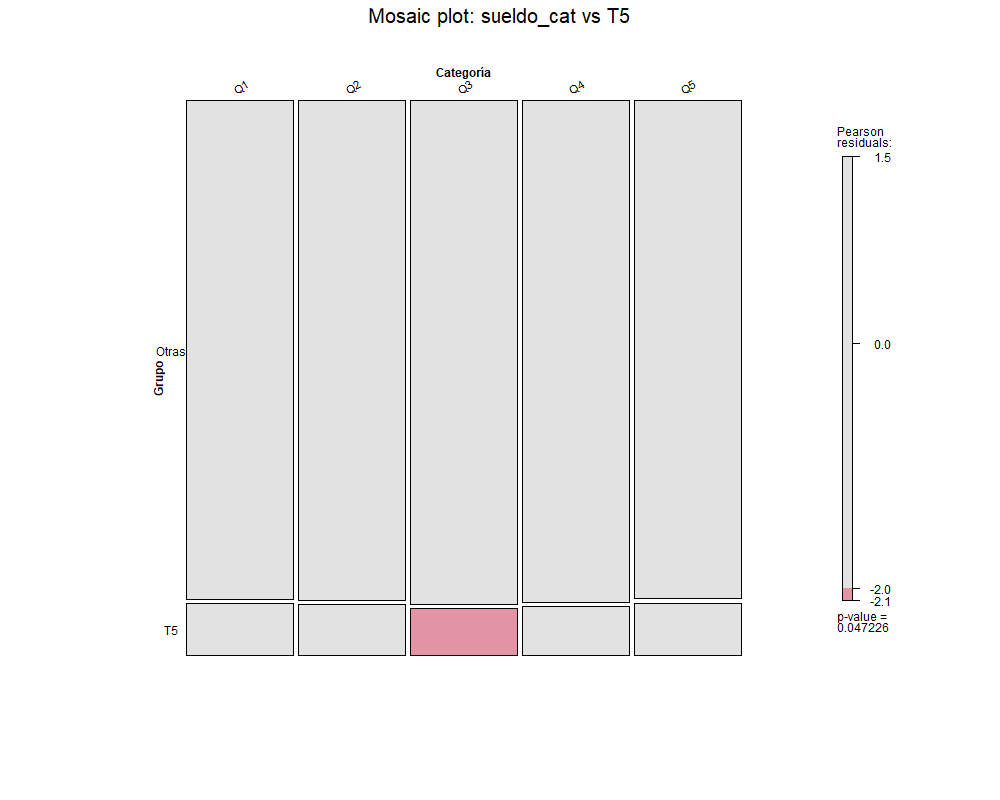 Mosaic plot: sueldo_cat vs T5
Categoría
Q1
Q2
Q3
Q4
Q5
Grupo
Otras
T5
Pearson
residuals:
1.5
0.0
-2.0
-2.1
p-value =
0.047226